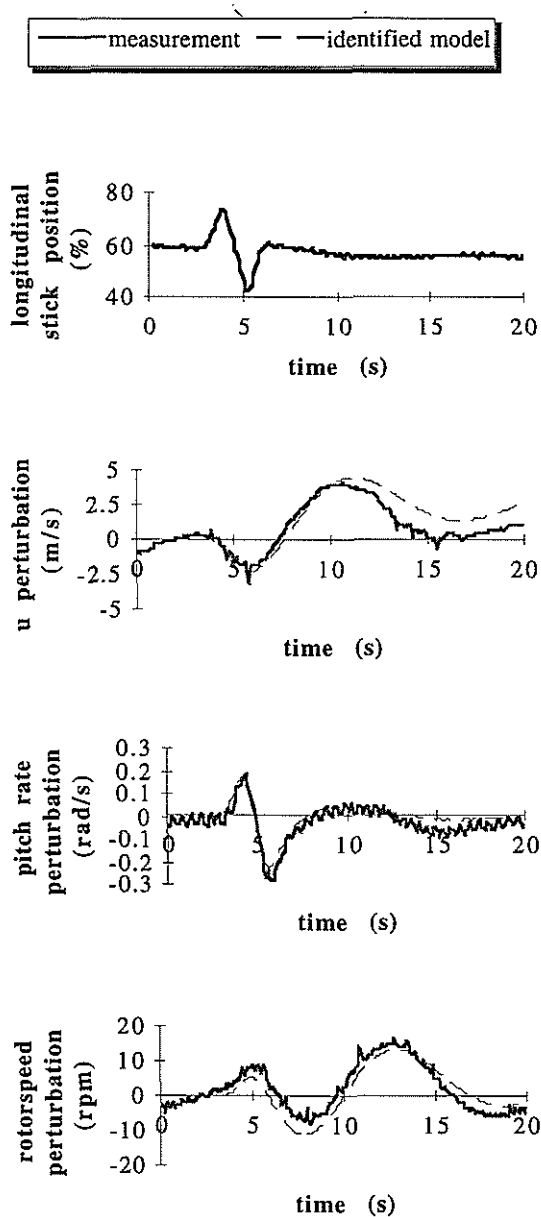 measurement identified model
longitudinal
stick position
(%)
80
60
40
0 5 10 15 20
time (s)
u perturbation
(m/s)
5
2.5
0
-2.5
-5
0 5 10 15 20
time (s)
pitch rate
perturbation
(rad/s)
0.3
0.2
0.1
0
-0.1
-0.2
-0.3
0 5 10 15 20
time (s)
rotorspeed
perturbation
(rpm)
20
10
0
-10
-20
0 5 10 15 20
time (s)